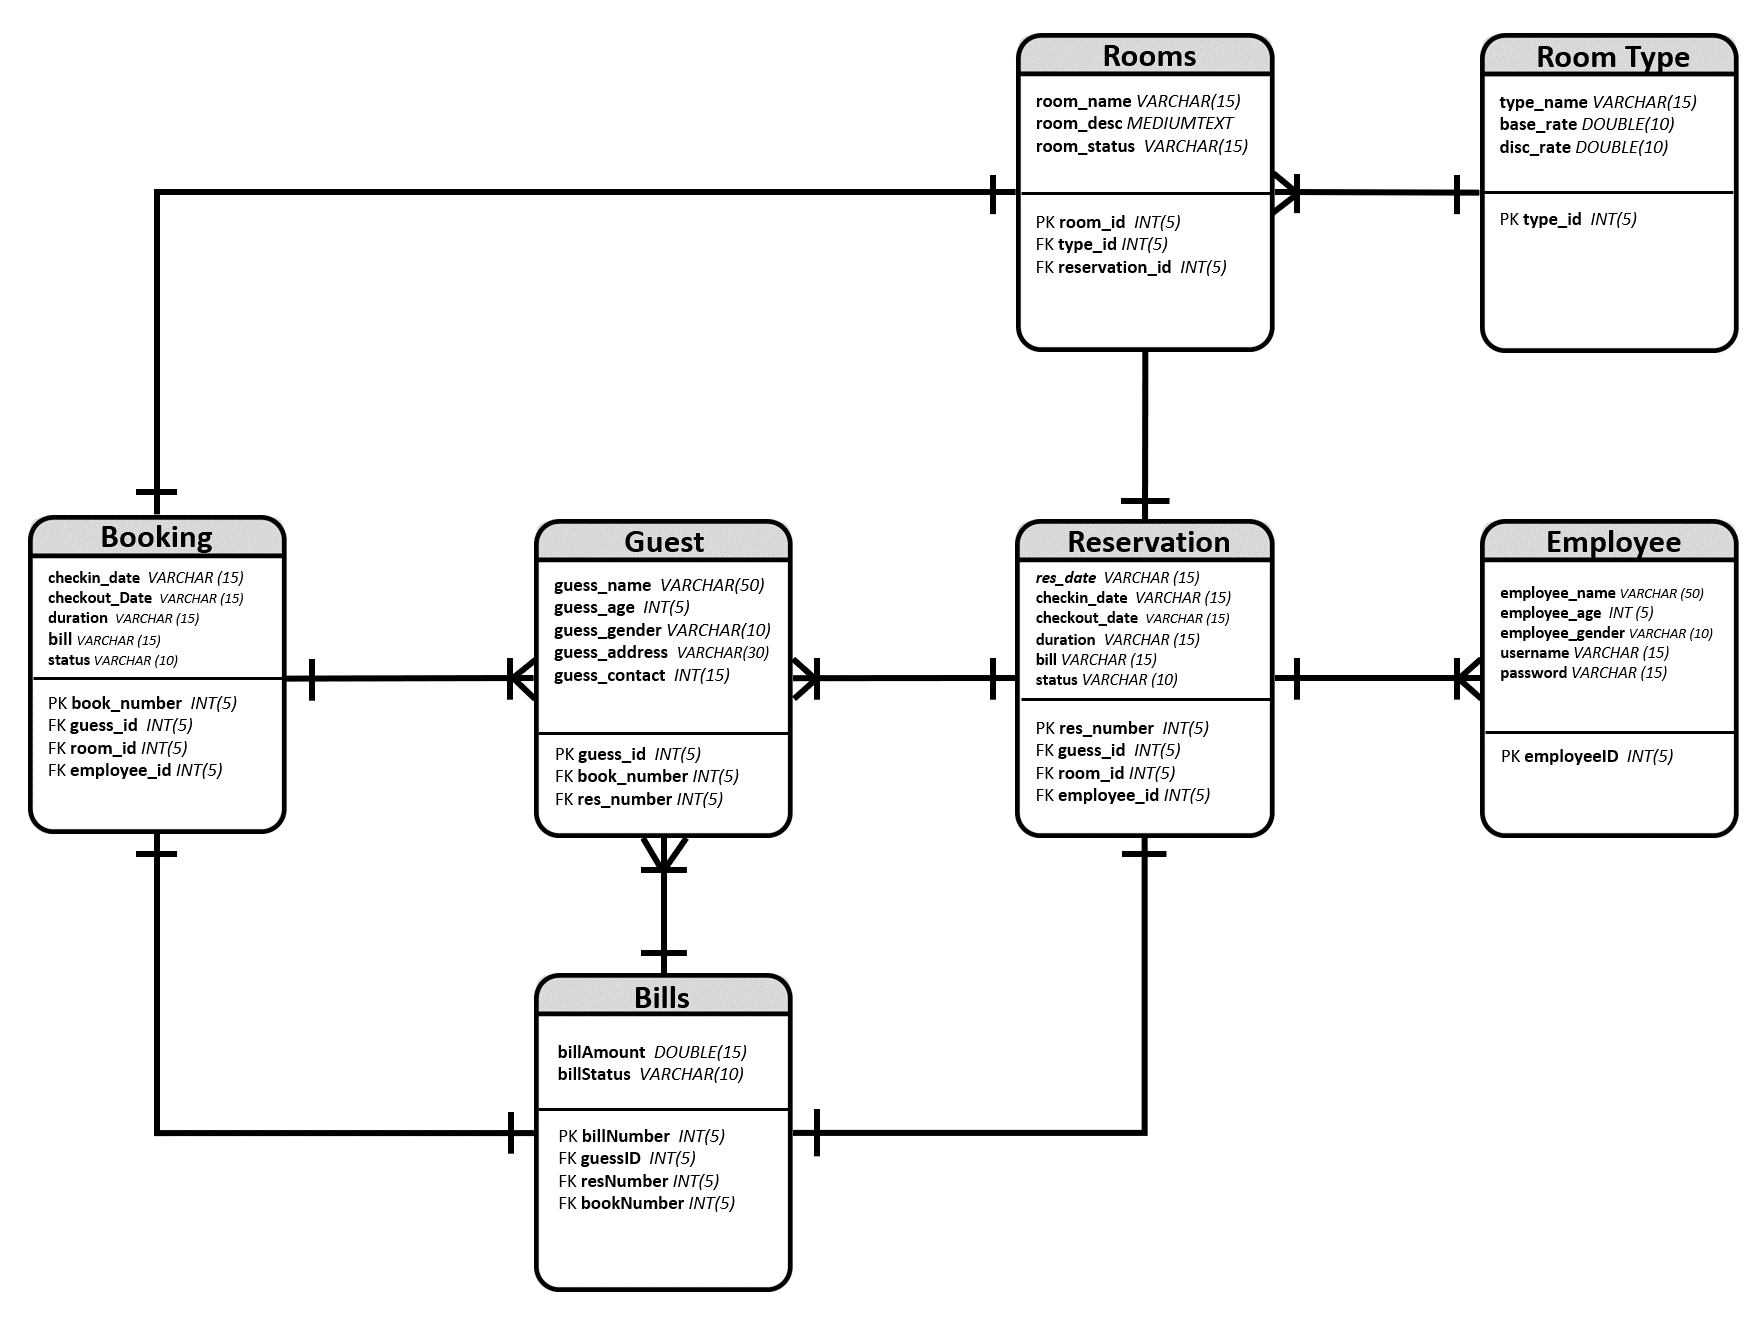 Rooms
room_name VARCHAR(15)
room_desc MEDIUMTEXT
room_status VARCHAR(15)
PK room_id INT(5)
FK type_id INT(5)
FK reservation_id INT(5)
Room Type
type_name VARCHAR(15)
base_rate DOUBLE(10)
disc_rate DOUBLE(10)
PK type_id INT(5)
Booking
checkin_date VARCHAR (15)
checkout_Date VARCHAR (15)
duration VARCHAR (15)
bill VARCHAR (15)
status VARCHAR (10)
PK book_number INT(5)
FK guess_id INT(5)
FK room_id INT(5)
FK employee_id INT(5)
Guest
guess_name VARCHAR(50)
guess_age INT(5)
guess_gender VARCHAR(10)
guess_address VARCHAR(30)
guess_contact INT(15)
PK guess_id INT(5)
FK book_number INT(5)
FK res_number INT(5)
Reservation
res_date VARCHAR (15)
checkin_date VARCHAR (15)
checkout_date VARCHAR (15)
duration VARCHAR (15)
bill VARCHAR (15)
status VARCHAR (10)
PK res_number INT(5)
FK guess_id INT(5)
FK room_id INT(5)
FK employee_id INT(5)
Employee
employee_name VARCHAR (50)
employee_age INT (5)
employee_gender VARCHAR (10)
username VARCHAR (15)
password VARCHAR (15)
PK employeeID INT(5)
Bills
billAmount DOUBLE(15)
billStatus VARCHAR(10)
PK billNumber INT(5)
FK guessID INT(5)
FK resNumber INT(5)
FK bookNumber INT(5)